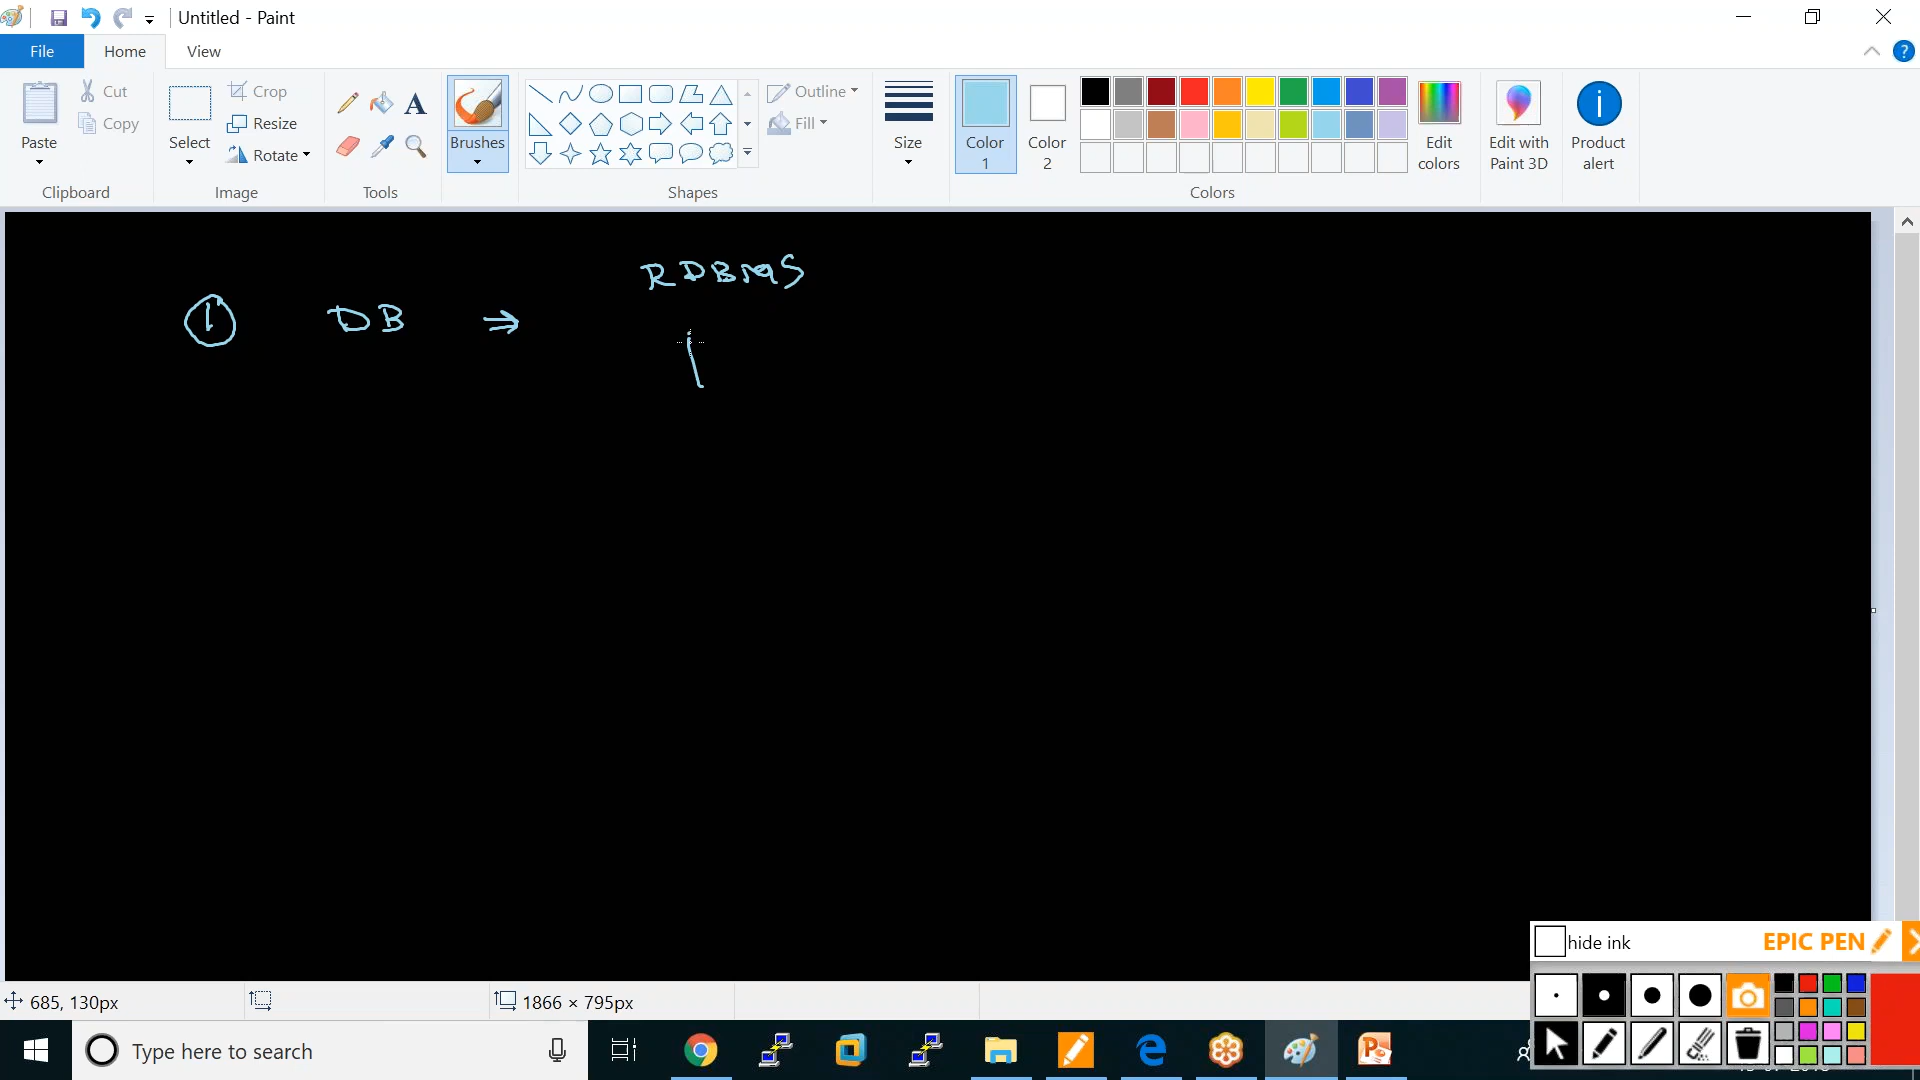 Untitled - Paint
File Home View
Paste
Cut
Copy
Clipboard
Select
Crop
Resize
Rotate
Image
Tools
Brushes
Shapes
Outline
Fill
Size
Color 1
Color 2
Edit colors
Colors
Edit with Paint 3D
Product alert
RDBMS
1 DB ⇒
hide ink EPIC PEN
685, 130px
1866 × 795px
Type here to search